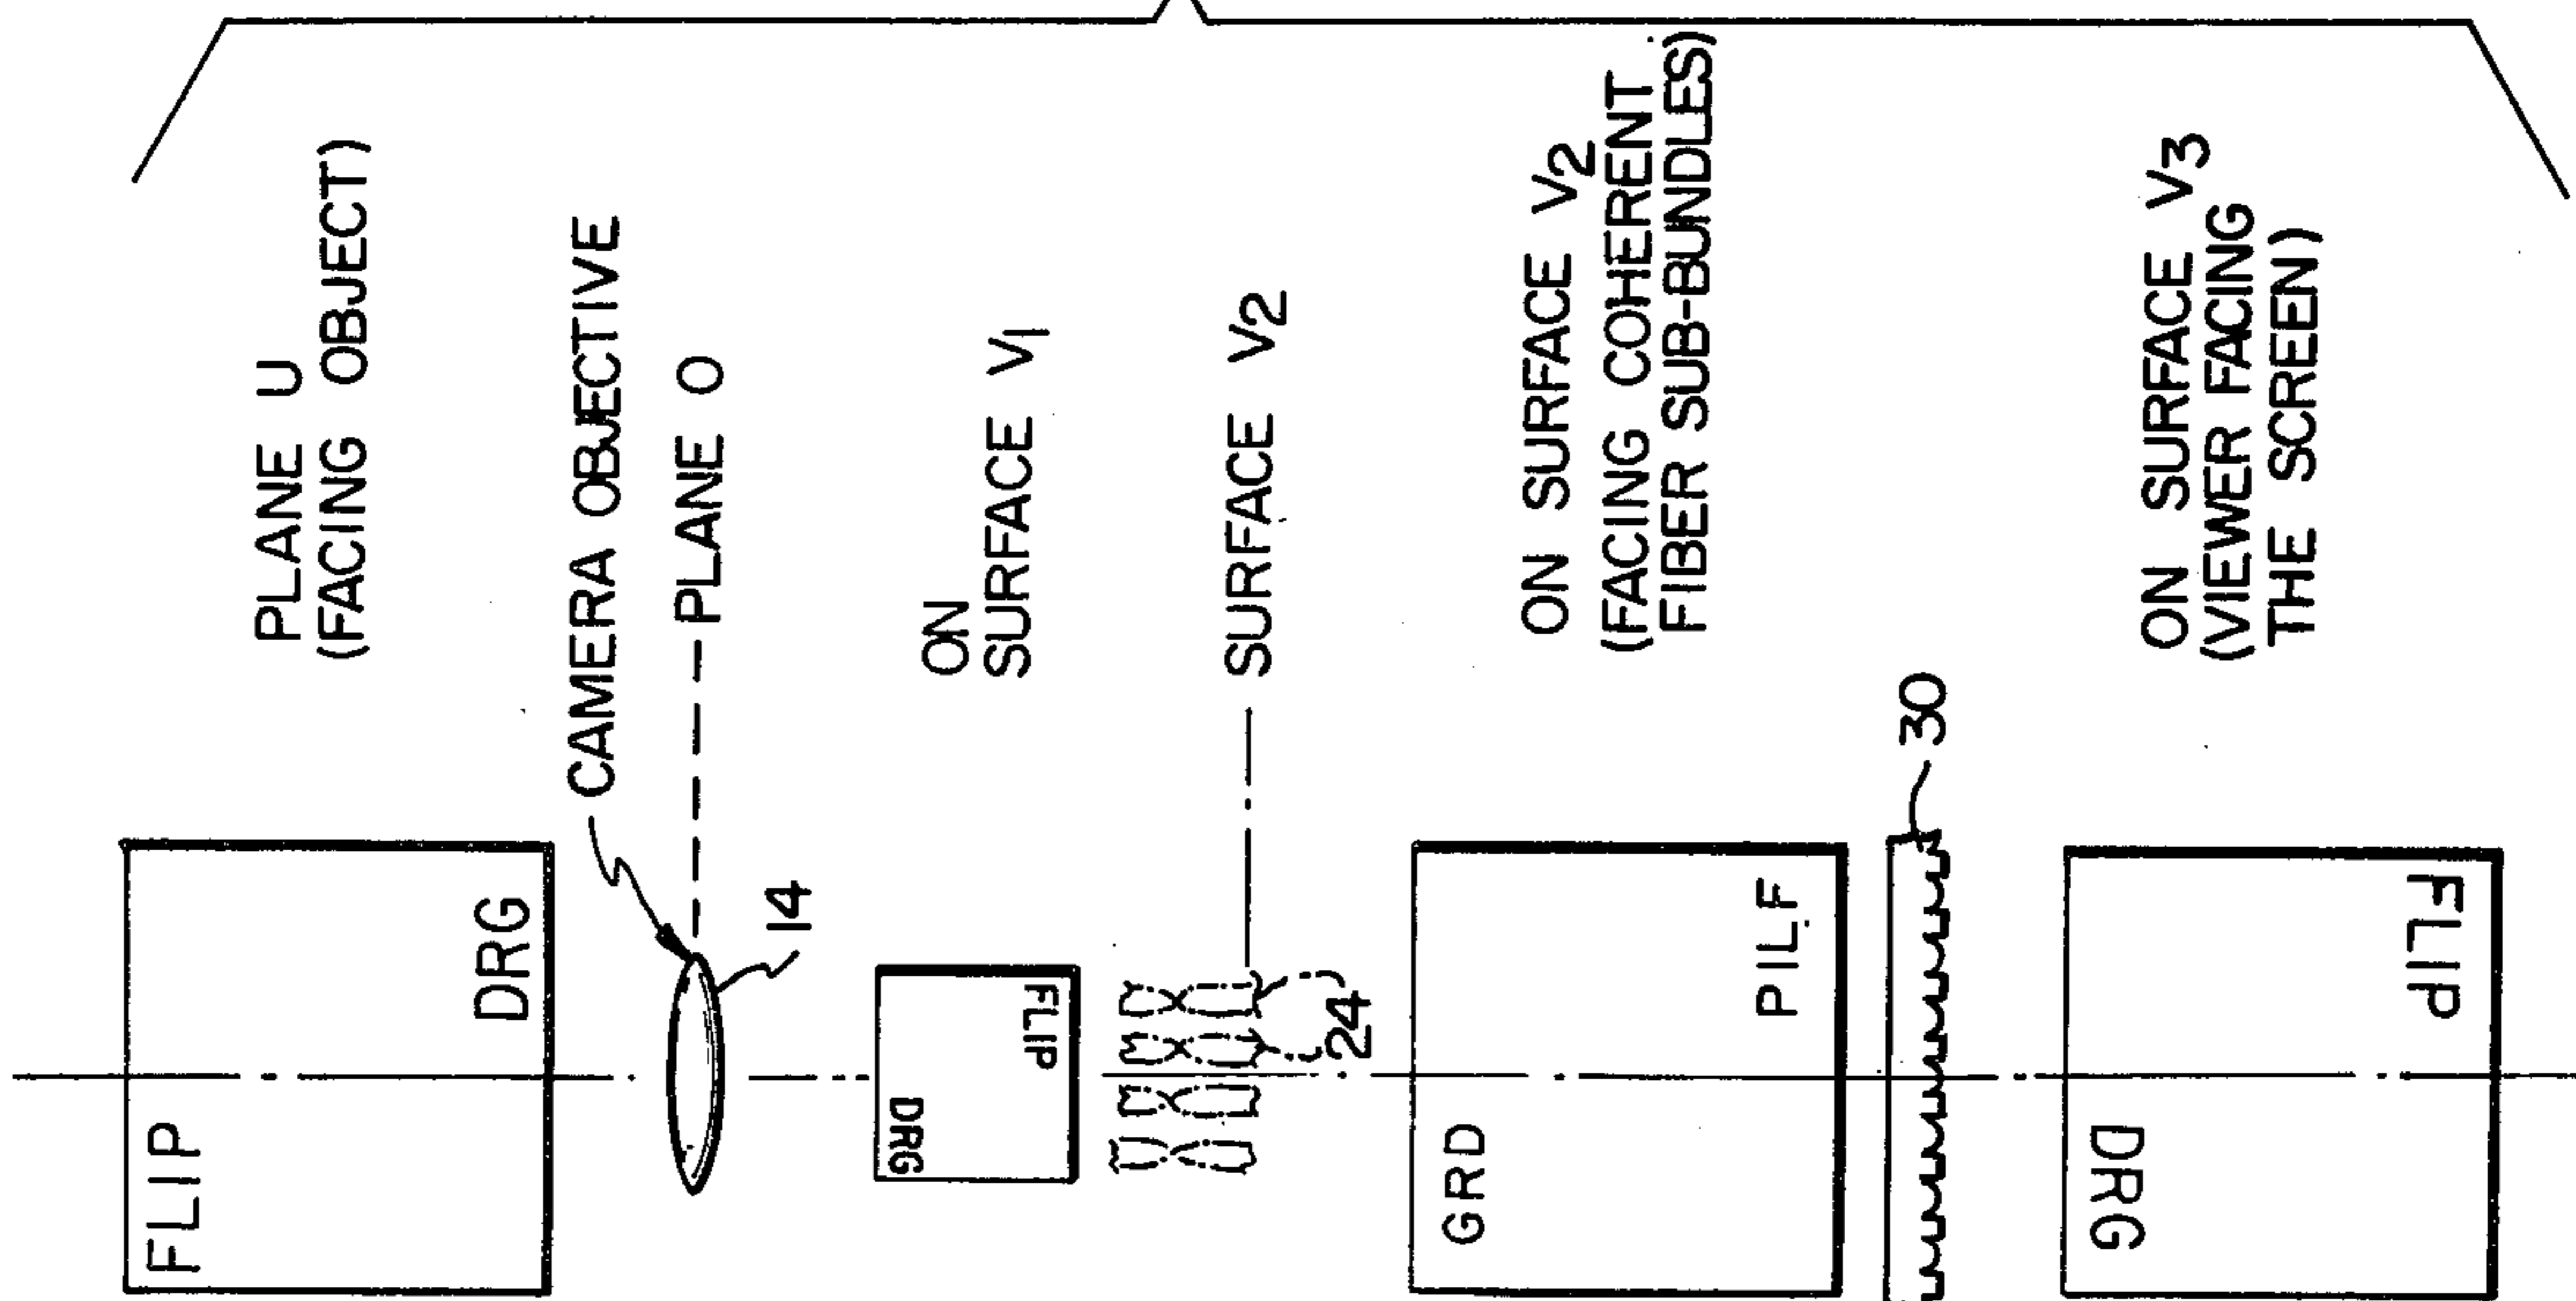 PLANE U
(FACING OBJECT)
FLIP
DRG
CAMERA OBJECTIVE
PLANE O
14
ON
SURFACE V1
DRG
FLIP
SURFACE V2
24
ON SURFACE V2
(FACING COHERENT
FIBER SUB-BUNDLES)
GRD
PILF
30
ON SURFACE V3
(VIEWER FACING
THE SCREEN)
DRG
FLIP